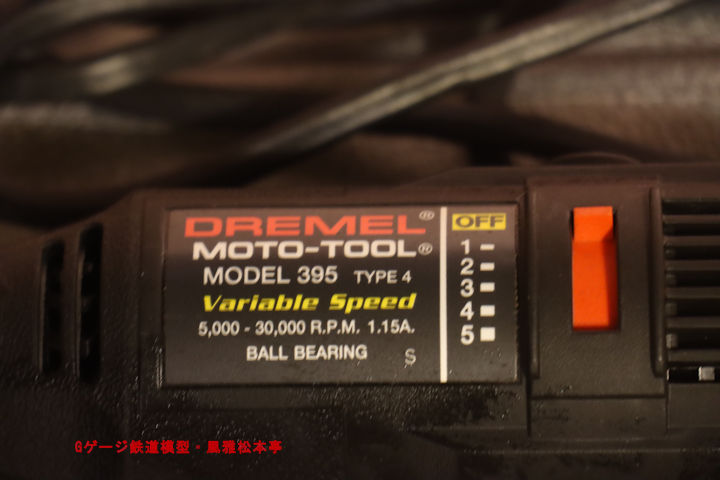 DREMEL®
MOTO-TOOL®
MODEL 395 TYPE 4
Variable Speed
5,000 - 30,000 R.P.M. 1.15A.
BALL BEARING S
OFF
1
2
3
4
5
Gゲージ鉄道模型・風雅松本亭